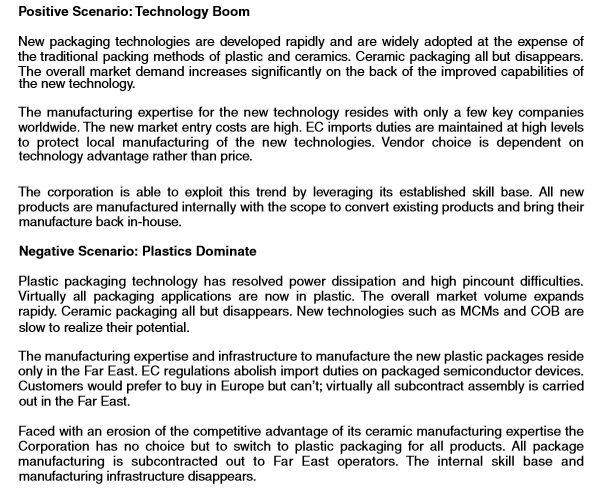 Positive Scenario: Technology Boom
New packaging technologies are developed rapidly and are widely adopted at the expense of
the traditional packing methods of plastic and ceramics. Ceramic packaging all but disappears.
The overall market demand increases significantly on the back of the improved capabilities of
the new technology.
The manufacturing expertise for the new technology resides with only a few key companies
worldwide. The new market entry costs are high. EC imports duties are maintained at high levels
to protect local manufacturing of the new technologies. Vendor choice is dependent on
technology advantage rather than price.
The corporation is able to exploit this trend by leveraging its established skill base. All new
products are manufactured internally with the scope to convert existing products and bring their
manufacture back in-house.
Negative Scenario: Plastics Dominate
Plastic packaging technology has resolved power dissipation and high pincount difficulties.
Virtually all packaging applications are now in plastic. The overall market volume expands
rapidy. Ceramic packaging all but disappears. New technologies such as MCMs and COB are
slow to realize their potential.
The manufacturing expertise and infrastructure to manufacture the new plastic packages reside
only in the Far East. EC regulations abolish import duties on packaged semiconductor devices.
Customers would prefer to buy in Europe but can't; virtually all subcontract assembly is carried
out in the Far East.
Faced with an erosion of the competitive advantage of its ceramic manufacturing expertise the
Corporation has no choice but to switch to plastic packaging for all products. All package
manufacturing is subcontracted out to Far East operators. The internal skill base and
manufacturing infrastructure disappears.